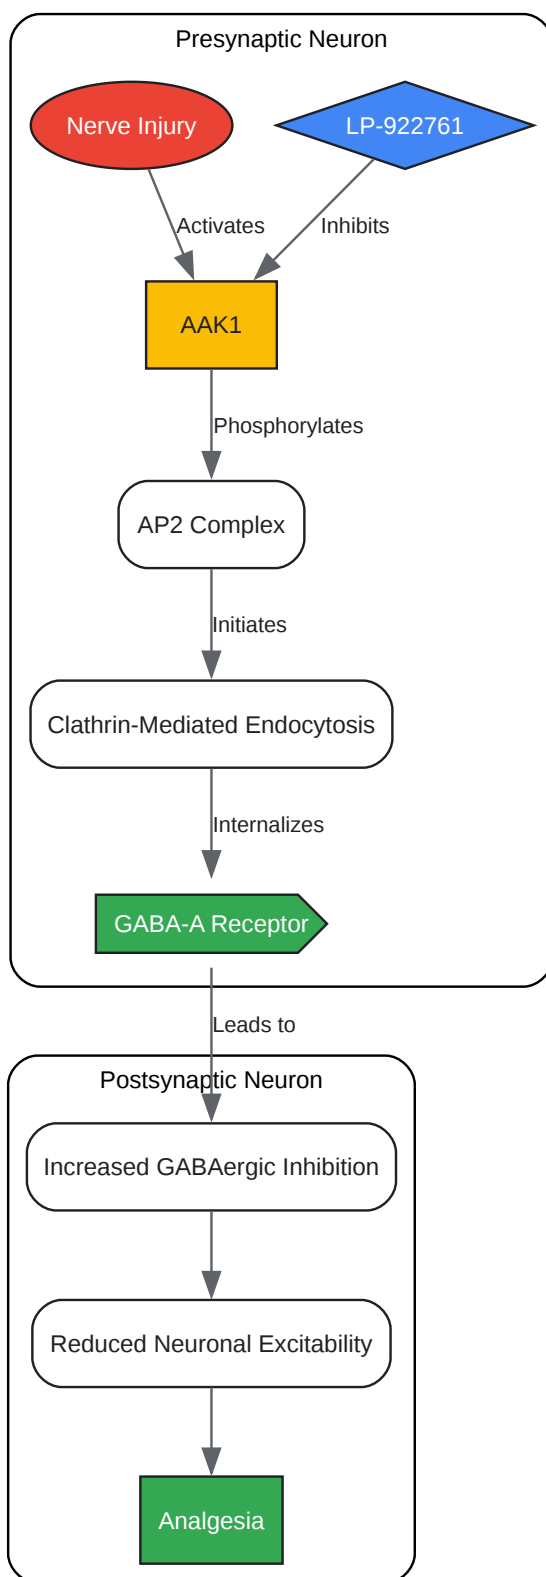 Presynaptic Neuron
Nerve Injury
LP-922761
Activates
Inhibits
AAK1
Phosphorylates
AP2 Complex
Initiates
Clathrin-Mediated Endocytosis
Internalizes
GABA-A Receptor
Leads to
Postsynaptic Neuron
Increased GABAergic Inhibition
Reduced Neuronal Excitability
Analgesia